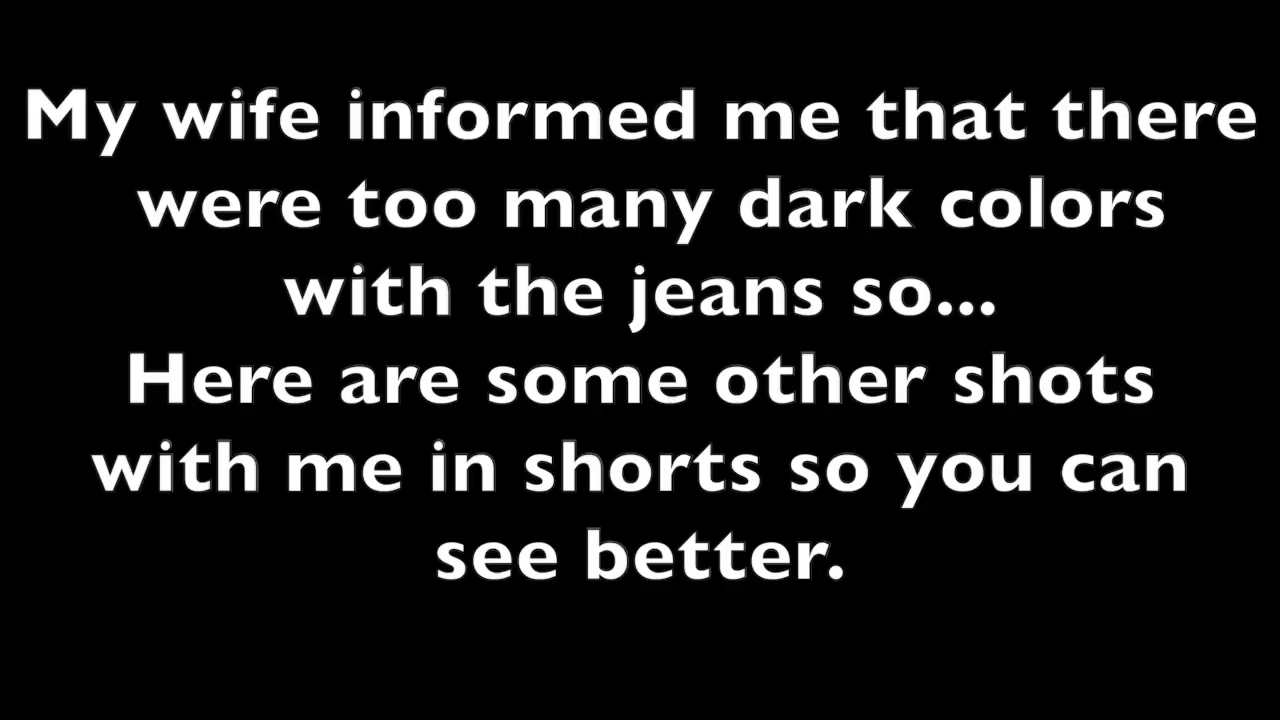 My wife informed me that there
were too many dark colors
with the jeans so...
Here are some other shots
with me in shorts so you can
see better.